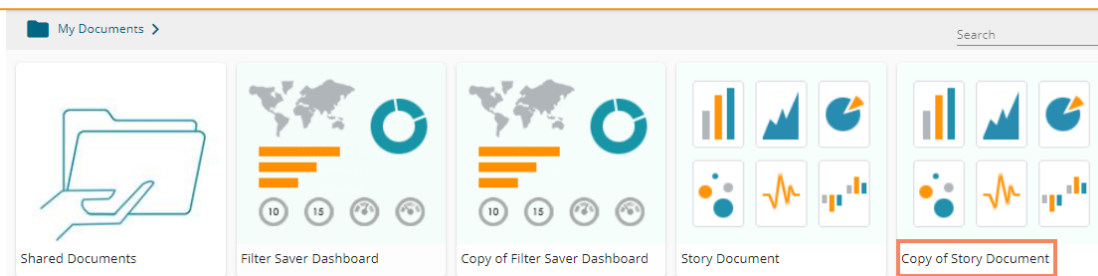 My Documents
Search
10 15
10 15
Shared Documents
Filter Saver Dashboard
Copy of Filter Saver Dashboard
Story Document
Copy of Story Document